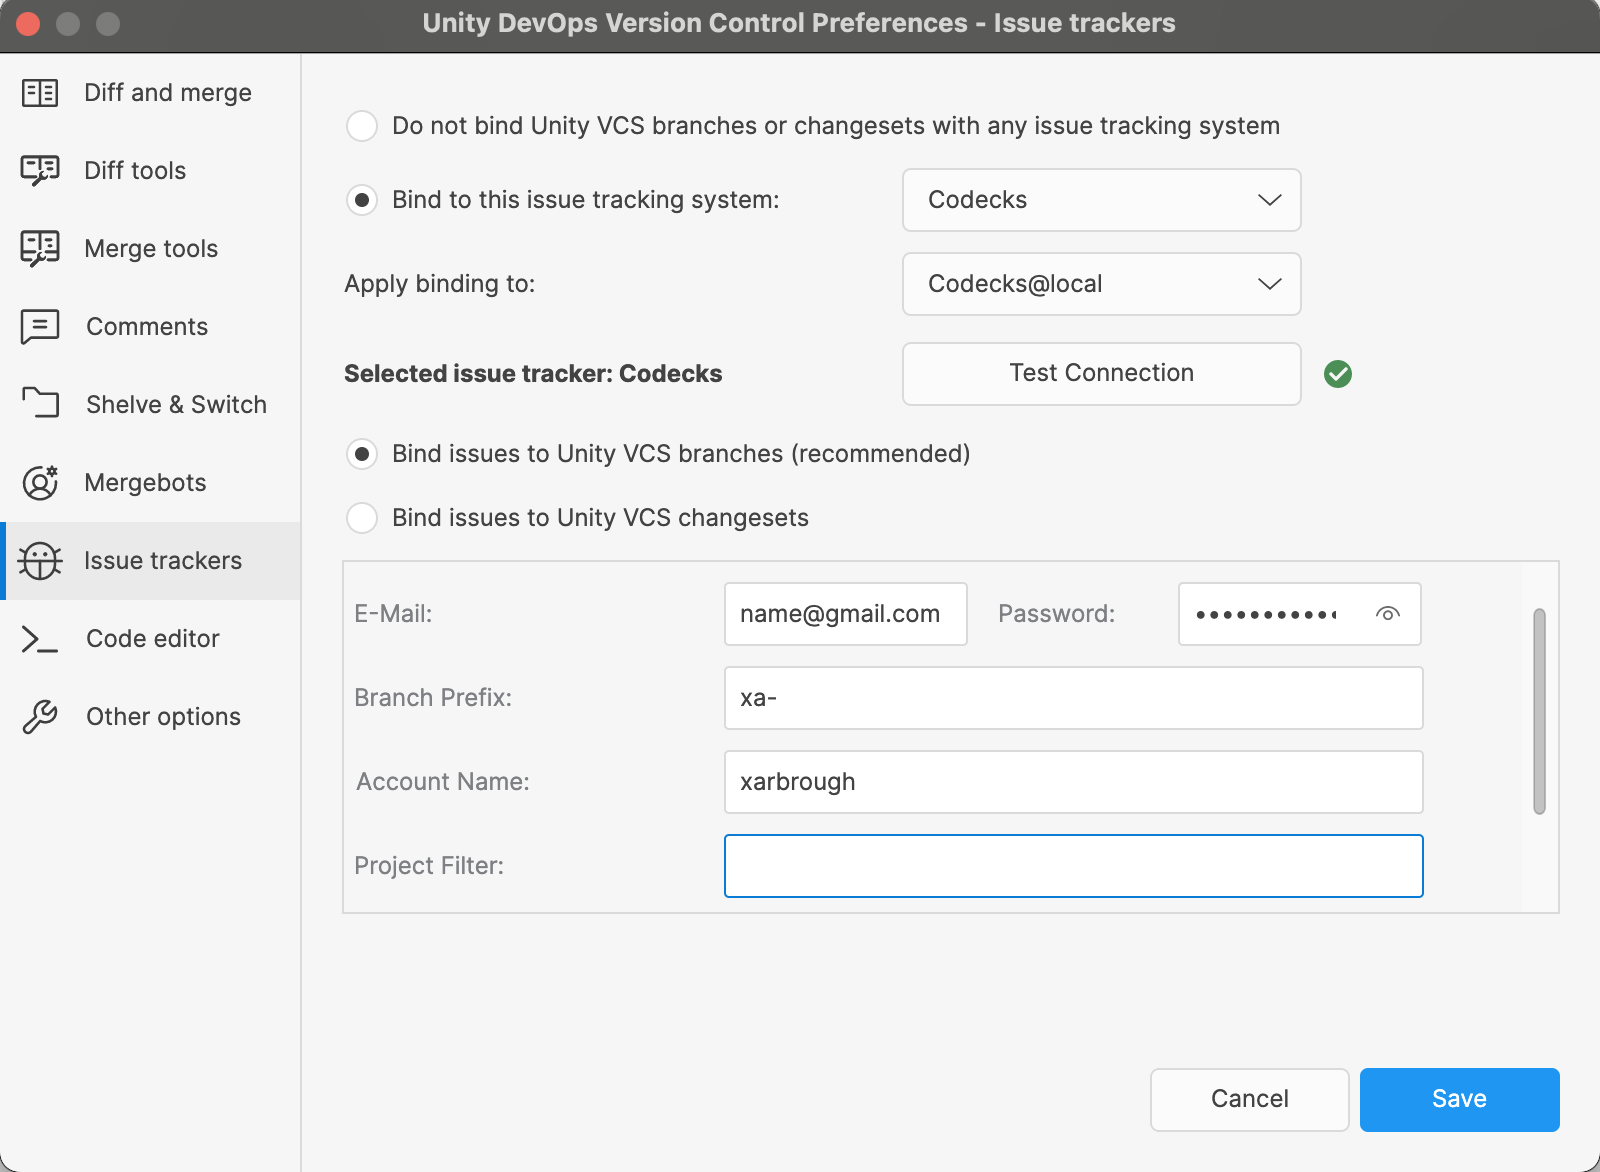 Unity DevOps Version Control Preferences - Issue trackers
Diff and merge
Diff tools
Merge tools
Comments
Shelve & Switch
Mergebots
Issue trackers
Code editor
Other options
Do not bind Unity VCS branches or changesets with any issue tracking system
Bind to this issue tracking system: Codecks
Apply binding to: Codecks@local
Selected issue tracker: Codecks Test Connection
Bind issues to Unity VCS branches (recommended)
Bind issues to Unity VCS changesets
E-Mail: name@gmail.com Password:
Branch Prefix: xa-
Account Name: xarbrough
Project Filter:
Cancel Save